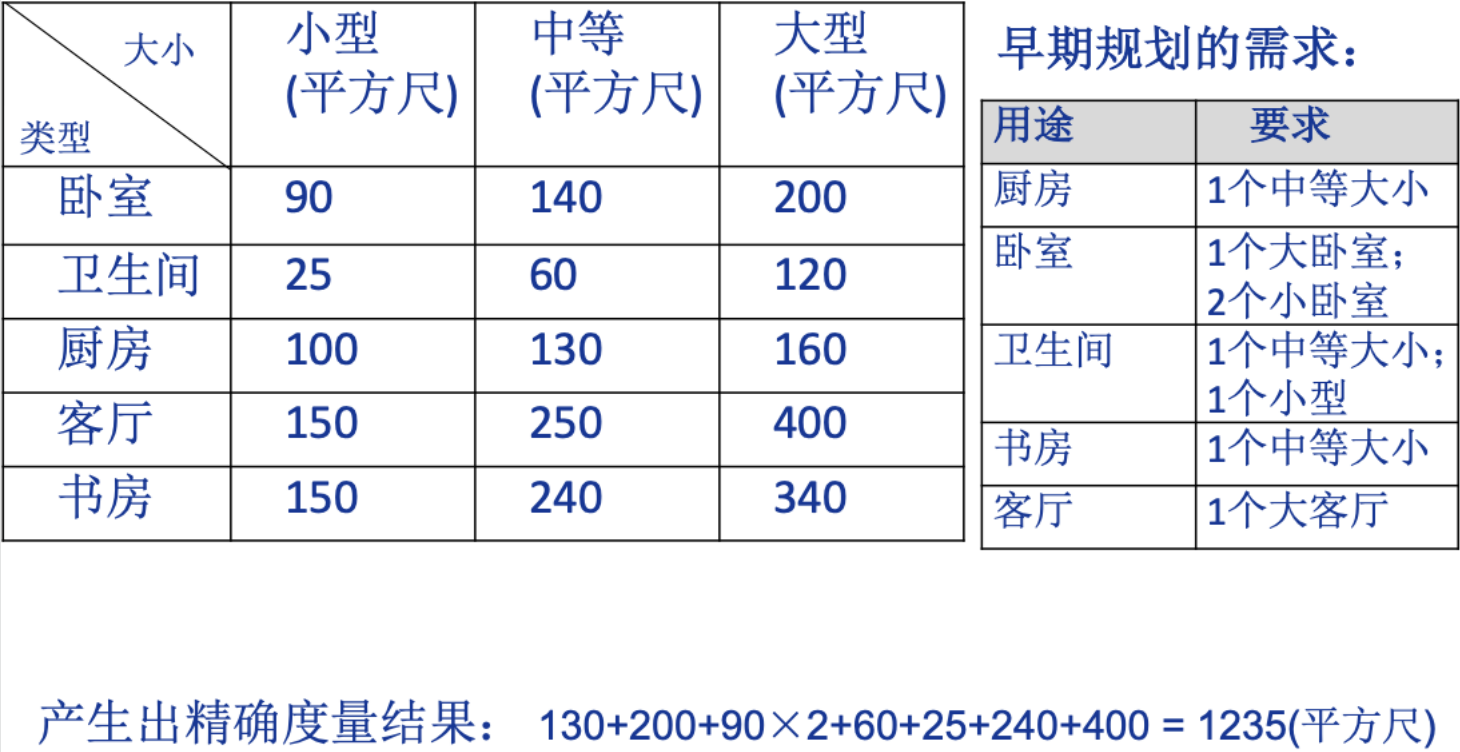 大小
类型
小型
(平方尺)
中等
(平方尺)
大型
(平方尺)
卧室 90 140 200
卫生间 25 60 120
厨房 100 130 160
客厅 150 250 400
书房 150 240 340
早期规划的需求：
用途 要求
厨房 1个中等大小
卧室 1个大卧室；
2个小卧室
卫生间 1个中等大小；
1个小型
书房 1个中等大小
客厅 1个大客厅
产生出精确度量结果： 130+200+90×2+60+25+240+400 = 1235(平方尺)